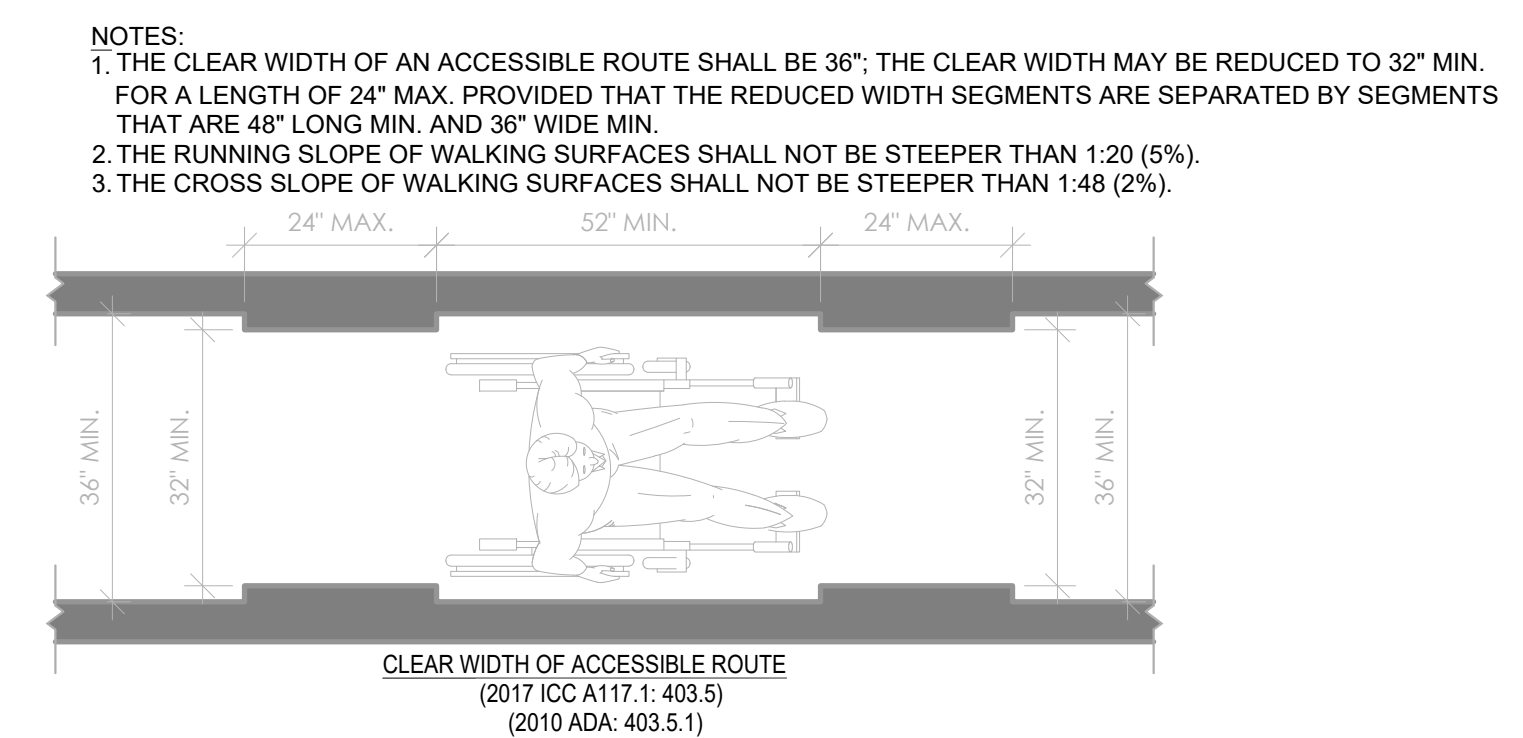 NOTES:
1. THE CLEAR WIDTH OF AN ACCESSIBLE ROUTE SHALL BE 36"; THE CLEAR WIDTH MAY BE REDUCED TO 32" MIN.
FOR A LENGTH OF 24" MAX. PROVIDED THAT THE REDUCED WIDTH SEGMENTS ARE SEPARATED BY SEGMENTS
THAT ARE 48" LONG MIN. AND 36" WIDE MIN.
2. THE RUNNING SLOPE OF WALKING SURFACES SHALL NOT BE STEEPER THAN 1:20 (5%).
3. THE CROSS SLOPE OF WALKING SURFACES SHALL NOT BE STEEPER THAN 1:48 (2%).
24" MAX.
52" MIN.
24" MAX.
36" MIN.
32" MIN.
32" MIN.
36" MIN.
CLEAR WIDTH OF ACCESSIBLE ROUTE
(2017 ICC A117.1: 403.5)
(2010 ADA: 403.5.1)